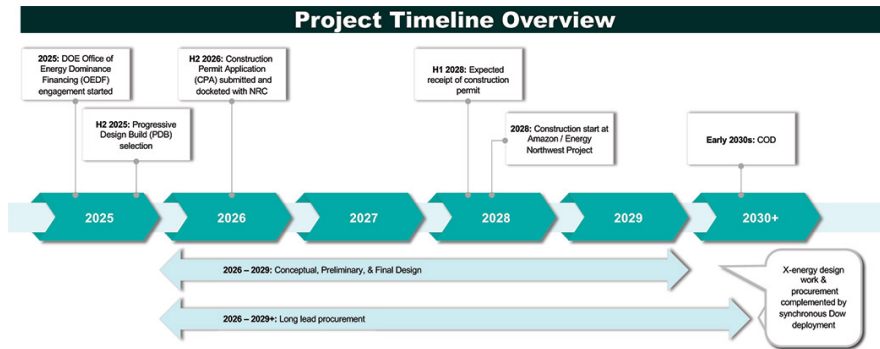 Project Timeline Overview
2025: DOE Office of
Energy Dominance
Financing (OEDF)
engagement started
H2 2026: Construction
Permit Application
(CPA) submitted and
docketed with NRC
H1 2028: Expected
receipt of construction
permit
H2 2025: Progressive
Design Build (PDB)
selection
2028: Construction start at
Amazon / Energy
Northwest Project
Early 2030s: COD
2025
2026
2027
2028
2029
2030+
2026 – 2029: Conceptual, Preliminary, & Final Design
2026 – 2029+: Long lead procurement
X-energy design
work &
procurement
complemented by
synchronous Dow
deployment